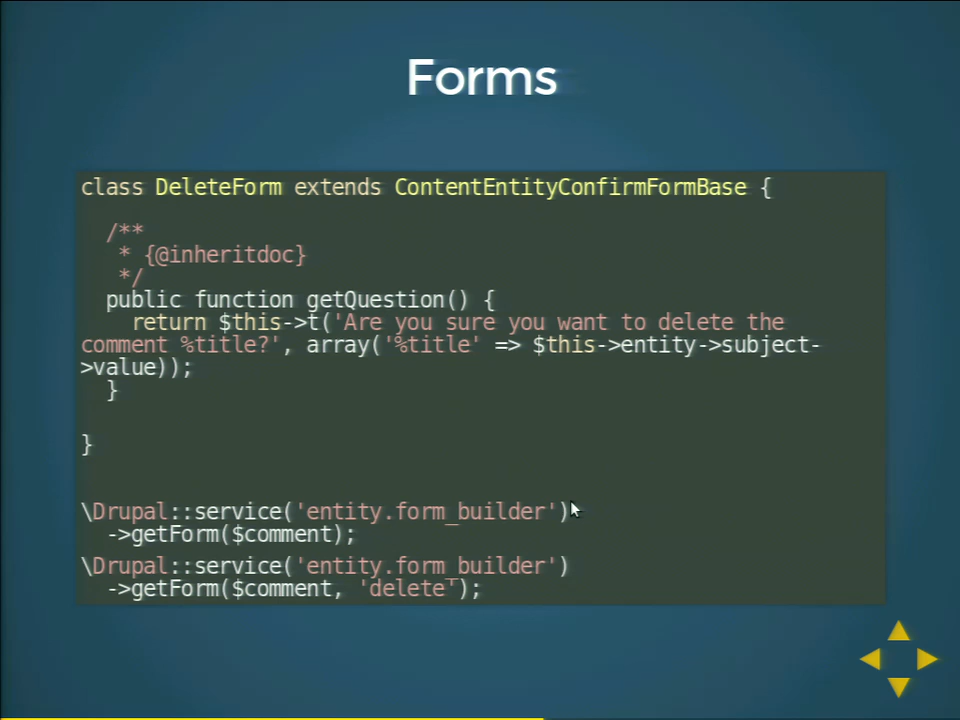 Forms
class DeleteForm extends ContentEntityConfirmFormBase {
/**
* {@inheritdoc}
*/
public function getQuestion() {
return $this->t('Are you sure you want to delete the
comment %title?', array('%title' => $this->entity->subject-
>value));
}
}
\Drupal::service('entity.form_builder')
->getForm($comment);
\Drupal::service('entity.form_builder')
->getForm($comment, 'delete');